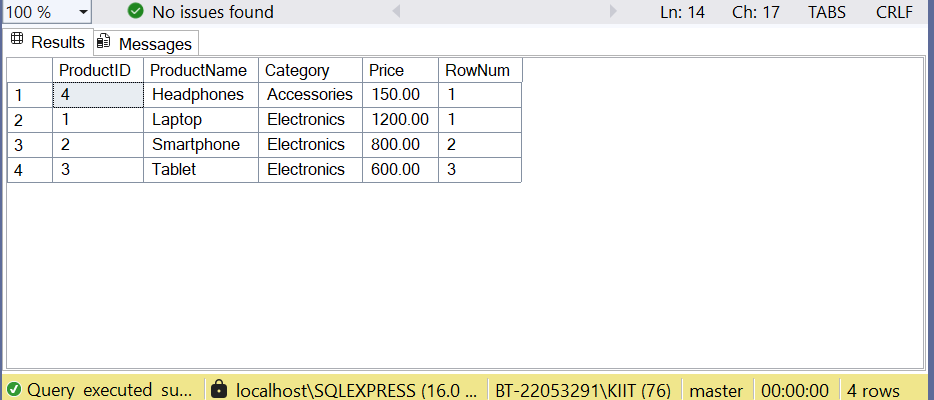 100 % No issues found Ln: 14 Ch: 17 TABS CRLF
Results Messages
ProductID ProductName Category Price RowNum
1 4 Headphones Accessories 150.00 1
2 1 Laptop Electronics 1200.00 1
3 2 Smartphone Electronics 800.00 2
4 3 Tablet Electronics 600.00 3
Query executed su... localhost\SQLEXPRESS (16.0 ... BT-22053291\KIIT (76) master 00:00:00 4 rows